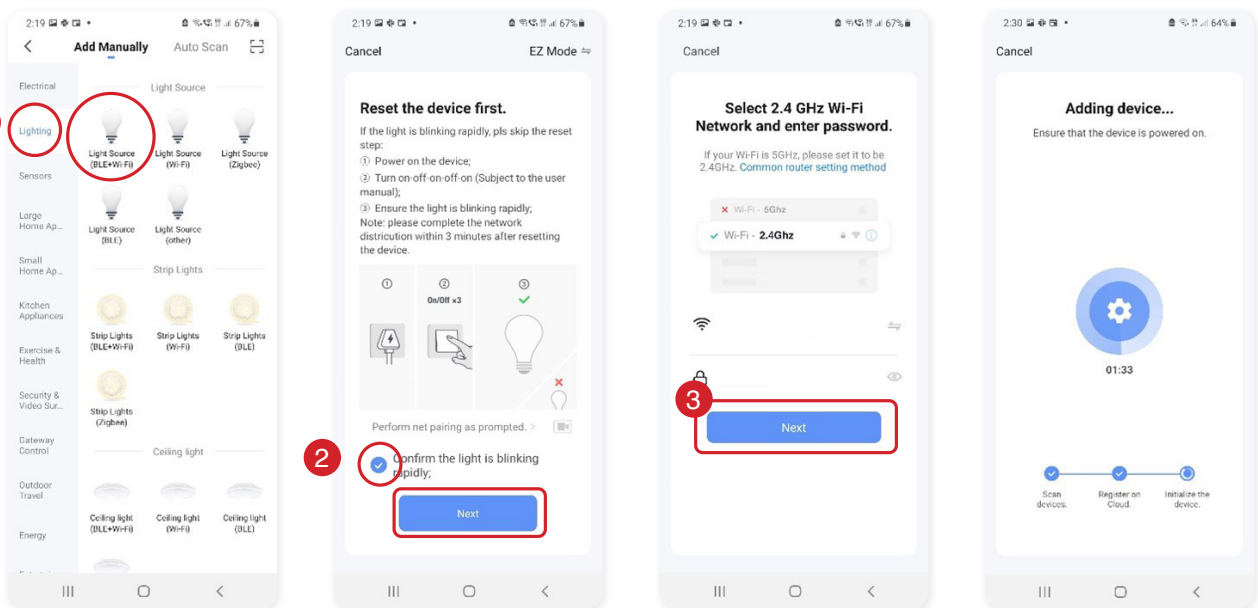 2:19
67%
Add Manually
Auto Scan
Electrical
Light Source
Lighting
Light Source
(BLE+Wi-Fi)
Light Source
(Wi-Fi)
Light Source
(Zigbee)
Sensors
Large
Home Ap...
Light Source
(BLE)
Light Source
(other)
Small
Home Ap...
Strip Lights
Kitchen
Appliances
Strip Lights
(BLE+Wi-Fi)
Strip Lights
(Wi-Fi)
Strip Lights
(BLE)
Exercise &
Health
Security &
Video Sur...
Strip Lights
(Zigbee)
Gateway
Control
Ceiling light
Outdoor
Travel
Ceiling light
(BLE+Wi-Fi)
Ceiling light
(Wi-Fi)
Ceiling light
(BLE)
Energy
2:19
67%
Cancel
EZ Mode
Reset the device first.
If the light is blinking rapidly, pls skip the reset
step:
① Power on the device;
② Turn on-off-on-off-on (Subject to the user
manual);
③ Ensure the light is blinking rapidly;
Note: please complete the network
districution within 3 minutes after resetting
the device.
①
②
③
On/Off x3
Perform net pairing as prompted. >
2
Confirm the light is blinking
rapidly;
Next
2:19
67%
Cancel
Select 2.4 GHz Wi-Fi
Network and enter password.
If your Wi-Fi is 5GHz, please set it to be
2.4GHz. Common router setting method
Wi-Fi - 5Ghz
Wi-Fi - 2.4Ghz
3
Next
2:30
64%
Cancel
Adding device...
Ensure that the device is powered on.
01:33
Scan
devices.
Register on
Cloud.
Initialize the
device.